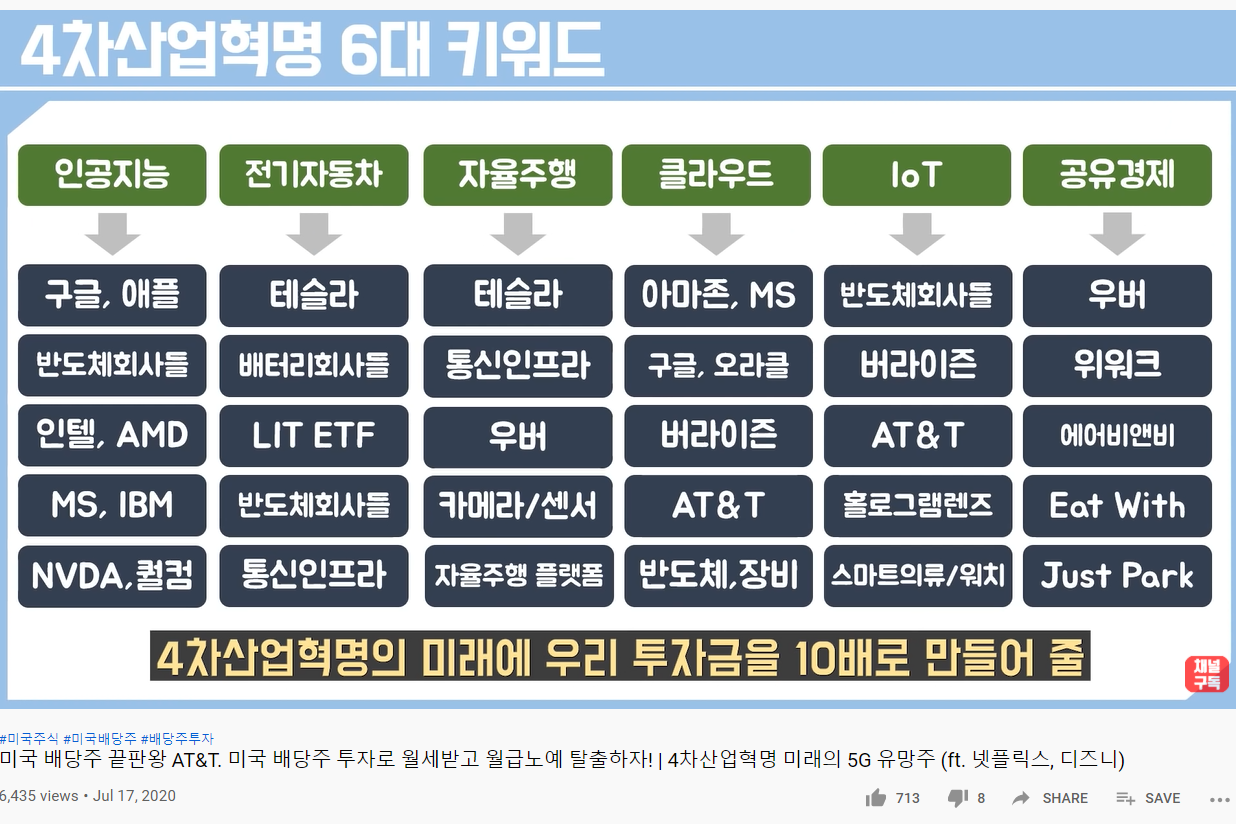 4차산업혁명 6대 키워드
인공지능 전기자동차 자율주행 클라우드 IoT 공유경제
구글, 애플 테슬라 테슬라 아마존, MS 반도체회사들 우버
반도체회사들 배터리회사들 통신인프라 구글, 오라클 버라이즌 위워크
인텔, AMD LIT ETF 우버 버라이즌 AT&T 에어비앤비
MS, IBM 반도체회사들 카메라/센서 AT&T 홀로그램렌즈 Eat With
NVDA,퀄컴 통신인프라 자율주행 플랫폼 반도체,장비 스마트의류/워치 Just Park
4차산업혁명의 미래에 우리 투자금을 10배로 만들어 줄
채널
구독
#미국주식 #미국배당주 #배당주투자
미국 배당주 끝판왕 AT&T. 미국 배당주 투자로 월세받고 월급노예 탈출하자! | 4차산업혁명 미래의 5G 유망주 (ft. 넷플릭스, 디즈니)
6,435 views • Jul 17, 2020 713 8 SHARE SAVE